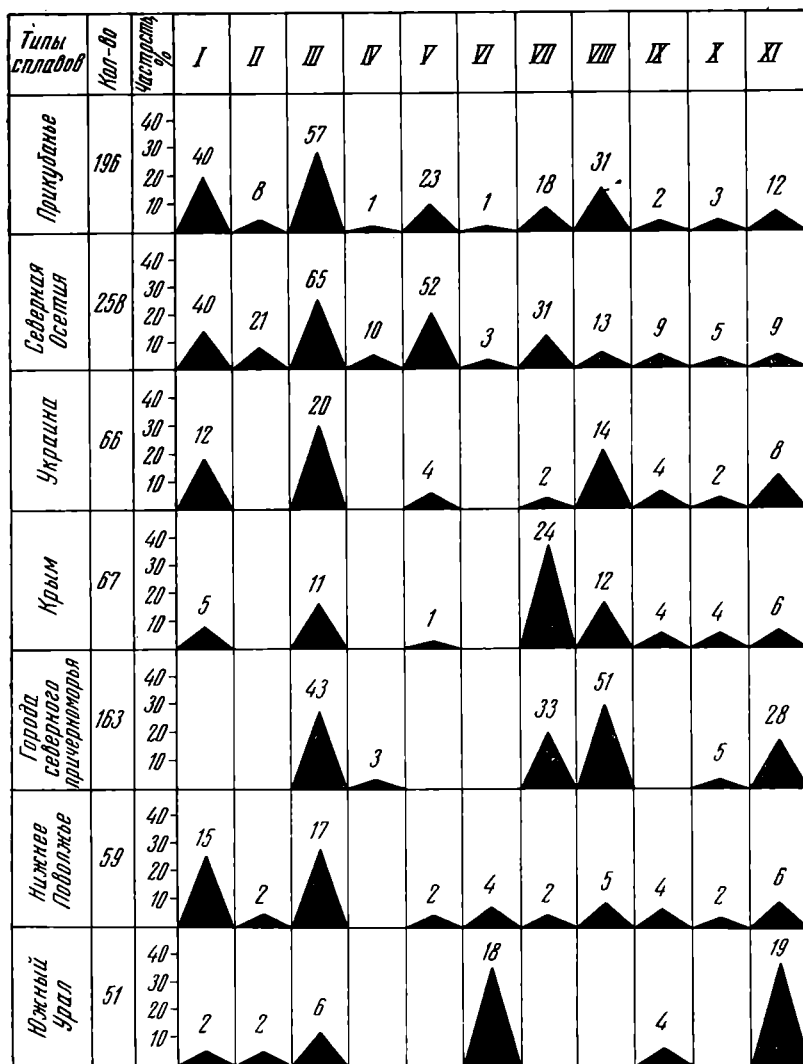 Типы сплавов Кол-во Частость % I II III IV V VI VII VIII IX X XI
Прикубанье 196 40 30 20 10 40 8 57 1 23 1 18 31 2 3 12
Северная Осетия 258 40 30 20 10 40 21 65 10 52 3 31 13 9 5 9
Украина 66 40 30 20 10 12 20 4 2 14 4 2 8
Крым 67 40 30 20 10 5 11 1 24 12 4 4 6
Города северного причерноморья 163 40 30 20 10 43 3 33 51 5 28
Нижнее Поволжье 59 40 30 20 10 15 2 17 2 4 2 5 4 2 6
Южный Урал 51 40 30 20 10 2 2 6 18 4 19